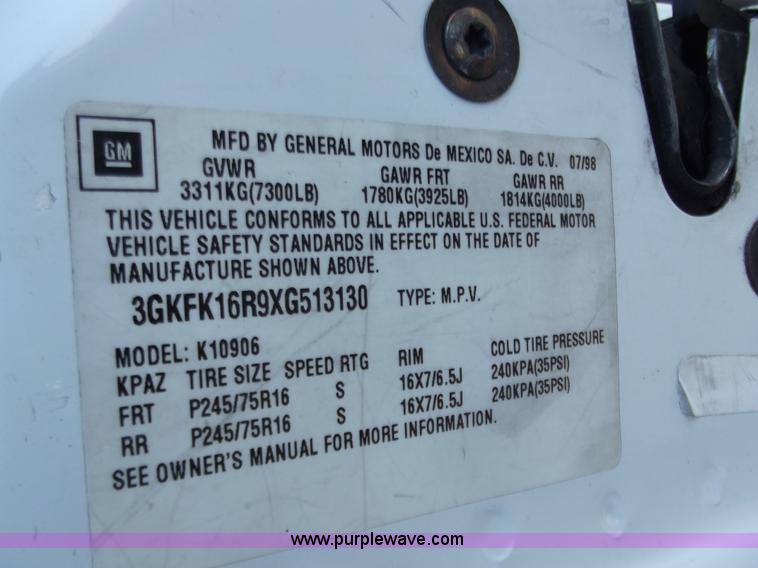 GM
MFD BY GENERAL MOTORS De MEXICO SA. De C.V. 07/98
GVWR GAWR FRT GAWR RR
3311KG(7300LB) 1780KG(3925LB) 1814KG(4000LB)
THIS VEHICLE CONFORMS TO ALL APPLICABLE U.S. FEDERAL MOTOR
VEHICLE SAFETY STANDARDS IN EFFECT ON THE DATE OF
MANUFACTURE SHOWN ABOVE.
3GKFK16R9XG513130 TYPE: M.P.V.
MODEL: K10906
KPAZ TIRE SIZE SPEED RTG RIM COLD TIRE PRESSURE
FRT P245/75R16 S 16X7/6.5J 240KPA(35PSI)
RR P245/75R16 S 16X7/6.5J 240KPA(35PSI)
SEE OWNER'S MANUAL FOR MORE INFORMATION.
www.purplewave.com